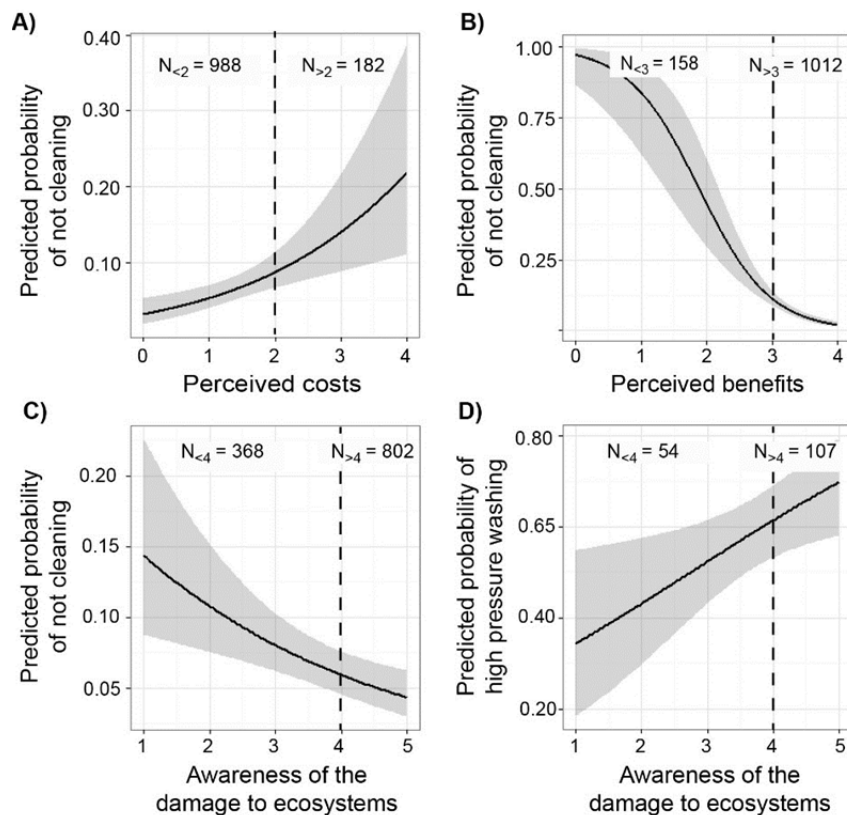 A)
0.40
0.30
0.20
0.10
Predicted probability
of not cleaning
N<2 = 988
N>2 = 182
0 1 2 3 4
Perceived costs
B)
1.00
0.75
0.50
0.25
Predicted probability
of not cleaning
N<3 = 158
N>3 = 1012
0 1 2 3 4
Perceived benefits
C)
0.20
0.15
0.10
0.05
Predicted probability
of not cleaning
N<4 = 368
N>4 = 802
1 2 3 4 5
Awareness of the
damage to ecosystems
D)
0.80
0.65
0.40
0.20
Predicted probability of
high pressure washing
N<4 = 54
N>4 = 107
1 2 3 4 5
Awareness of the
damage to ecosystems